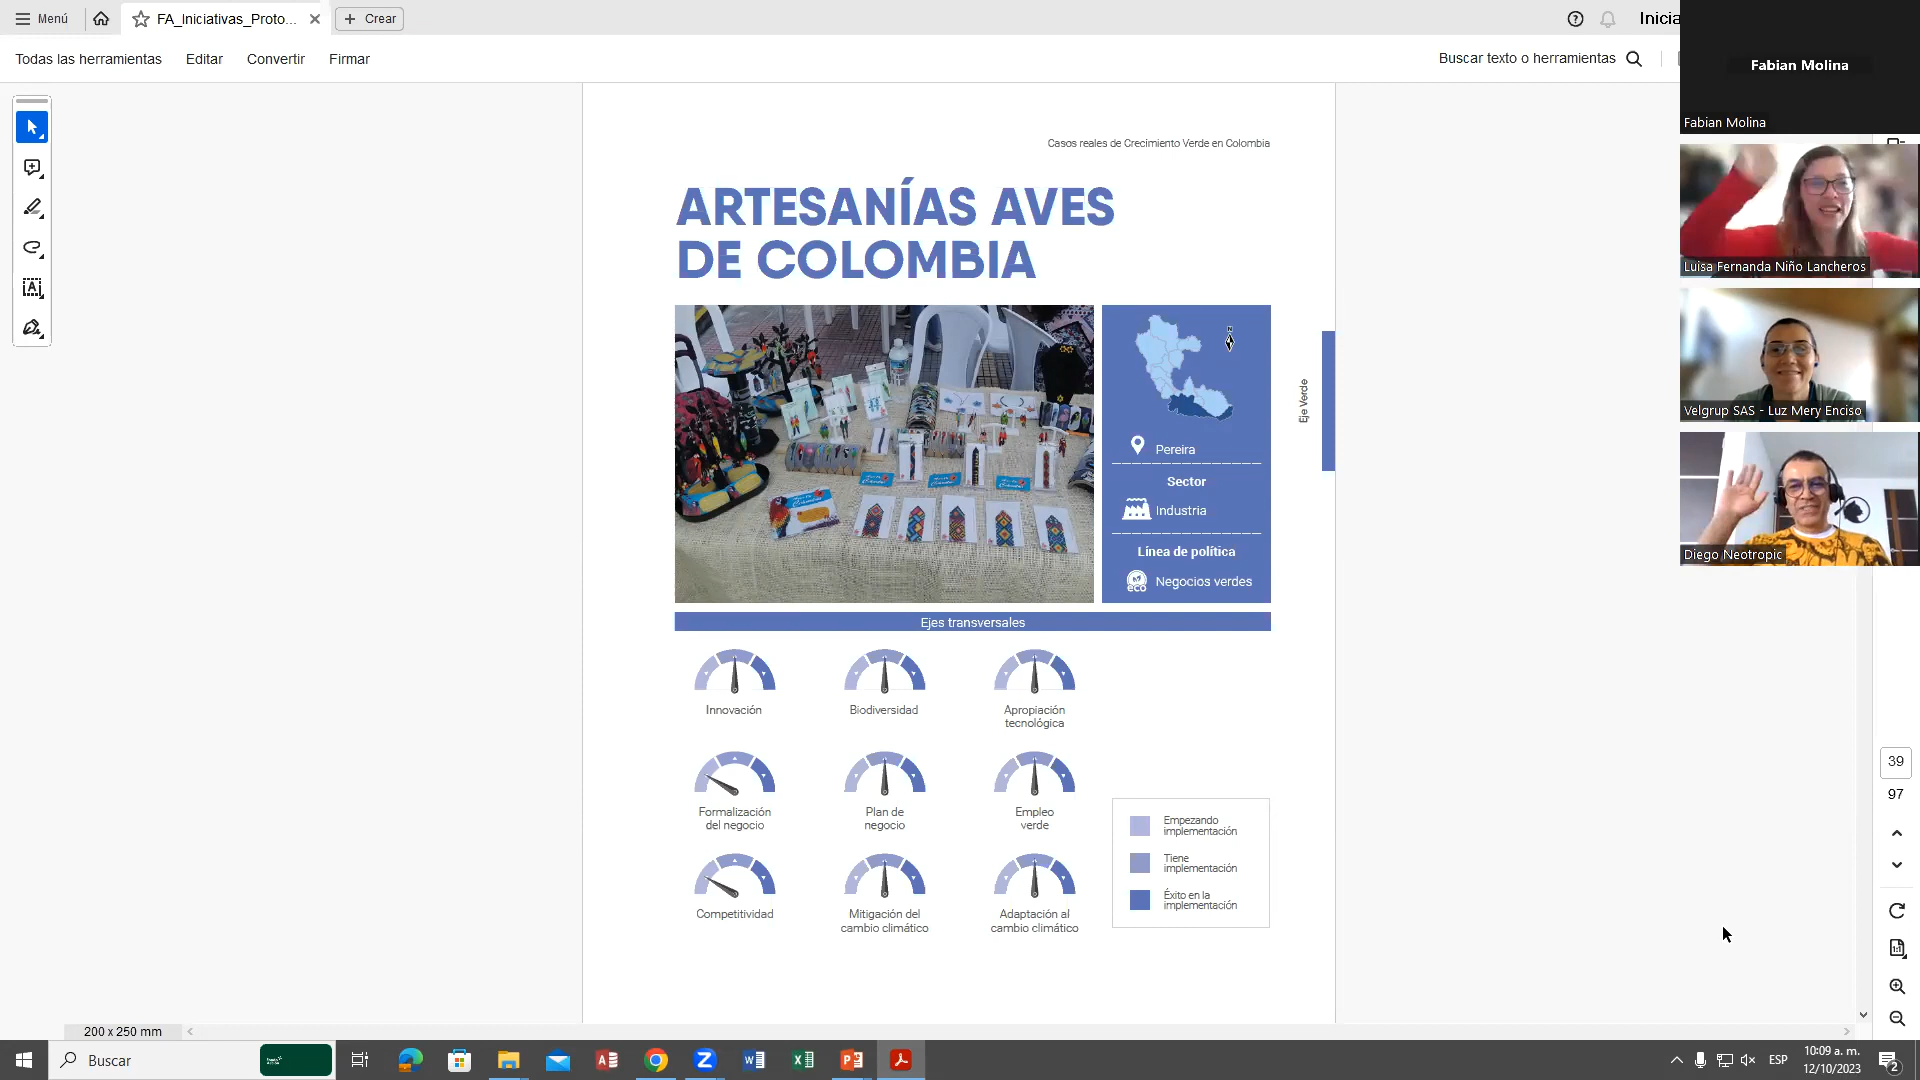 Menú
FA_Iniciativas_Proto...
Crear
Inicia
Todas las herramientas
Editar
Convertir
Firmar
Buscar texto o herramientas
Fabian Molina
Fabian Molina
Luisa Fernanda Niño Lancheros
Velgrup SAS - Luz Mery Enciso
Diego Neotropic
Casos reales de Crecimiento Verde en Colombia
ARTESANÍAS AVES
DE COLOMBIA
N
Pereira
Sector
Industria
Línea de política
eco
Negocios verdes
Eje Verde
Ejes transversales
Innovación
Biodiversidad
Apropiación
tecnológica
Formalización
del negocio
Plan de
negocio
Empleo
verde
Competitividad
Mitigación del
cambio climático
Adaptación al
cambio climático
Empezando
implementación
Tiene
implementación
Éxito en la
implementación
39
97
200 x 250 mm
Buscar
ESP
10:09 a. m.
12/10/2023
2